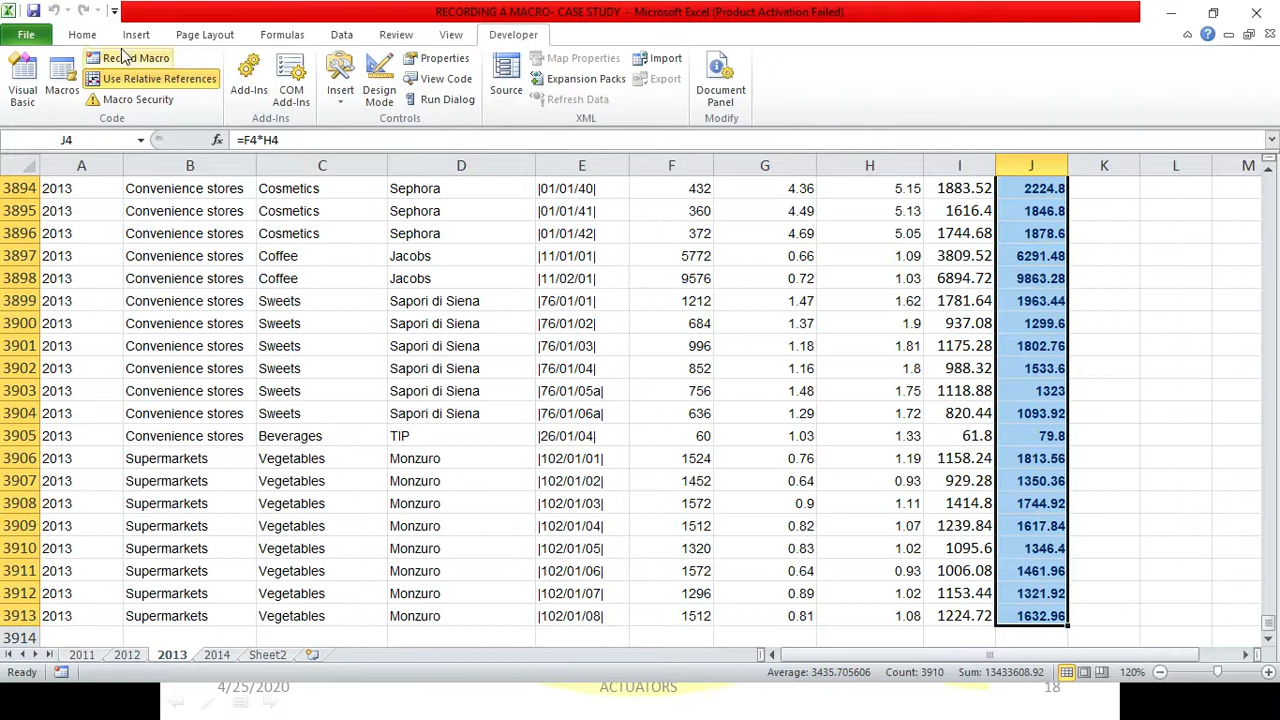 RECORDING A MACRO- CASE STUDY - Microsoft Excel (Product Activation Failed)
File Home Insert Page Layout Formulas Data Review View Developer
Visual Basic
Macros
Record Macro
Use Relative References
Macro Security
Code
Add-Ins
COM Add-Ins
Add-Ins
Insert
Design Mode
Properties
View Code
Run Dialog
Controls
Source
Map Properties
Expansion Packs
Refresh Data
Import
Export
XML
Document Panel
Modify
J4 fx =F4*H4
A B C D E F G H I J K L M
3894 2013 Convenience stores Cosmetics Sephora |01/01/40| 432 4.36 5.15 1883.52 2224.8
3895 2013 Convenience stores Cosmetics Sephora |01/01/41| 360 4.49 5.13 1616.4 1846.8
3896 2013 Convenience stores Cosmetics Sephora |01/01/42| 372 4.69 5.05 1744.68 1878.6
3897 2013 Convenience stores Coffee Jacobs |11/01/01| 5772 0.66 1.09 3809.52 6291.48
3898 2013 Convenience stores Coffee Jacobs |11/02/01| 9576 0.72 1.03 6894.72 9863.28
3899 2013 Convenience stores Sweets Sapori di Siena |76/01/01| 1212 1.47 1.62 1781.64 1963.44
3900 2013 Convenience stores Sweets Sapori di Siena |76/01/02| 684 1.37 1.9 937.08 1299.6
3901 2013 Convenience stores Sweets Sapori di Siena |76/01/03| 996 1.18 1.81 1175.28 1802.76
3902 2013 Convenience stores Sweets Sapori di Siena |76/01/04| 852 1.16 1.8 988.32 1533.6
3903 2013 Convenience stores Sweets Sapori di Siena |76/01/05a| 756 1.48 1.75 1118.88 1323
3904 2013 Convenience stores Sweets Sapori di Siena |76/01/06a| 636 1.29 1.72 820.44 1093.92
3905 2013 Convenience stores Beverages TIP |26/01/04| 60 1.03 1.33 61.8 79.8
3906 2013 Supermarkets Vegetables Monzuro |102/01/01| 1524 0.76 1.19 1158.24 1813.56
3907 2013 Supermarkets Vegetables Monzuro |102/01/02| 1452 0.64 0.93 929.28 1350.36
3908 2013 Supermarkets Vegetables Monzuro |102/01/03| 1572 0.9 1.11 1414.8 1744.92
3909 2013 Supermarkets Vegetables Monzuro |102/01/04| 1512 0.82 1.07 1239.84 1617.84
3910 2013 Supermarkets Vegetables Monzuro |102/01/05| 1320 0.83 1.02 1095.6 1346.4
3911 2013 Supermarkets Vegetables Monzuro |102/01/06| 1572 0.64 0.93 1006.08 1461.96
3912 2013 Supermarkets Vegetables Monzuro |102/01/07| 1296 0.89 1.02 1153.44 1321.92
3913 2013 Supermarkets Vegetables Monzuro |102/01/08| 1512 0.81 1.08 1224.72 1632.96
3914
2011 2012 2013 2014 Sheet2
Ready Average: 3435.705606 Count: 3910 Sum: 13433608.92 120%
4/25/2020 ACTUATORS 18